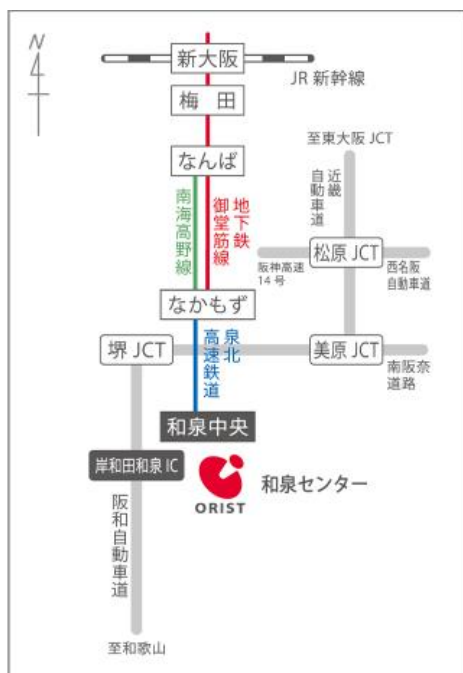 N
新大阪
JR 新幹線
梅 田
至東大阪 JCT
なんば
近畿
自動車道
南海高野線
地下鉄
御堂筋線
松原 JCT
阪神高速
14 号
西名阪
自動車道
なかもず
堺 JCT
泉北
高速鉄道
美原 JCT
南阪奈
道路
和泉中央
岸和田和泉 IC
ORIST
和泉センター
阪和自動車道
至和歌山